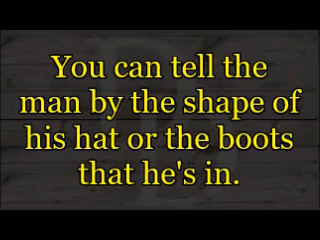 You can tell the
man by the shape of
his hat or the boots
that he's in.